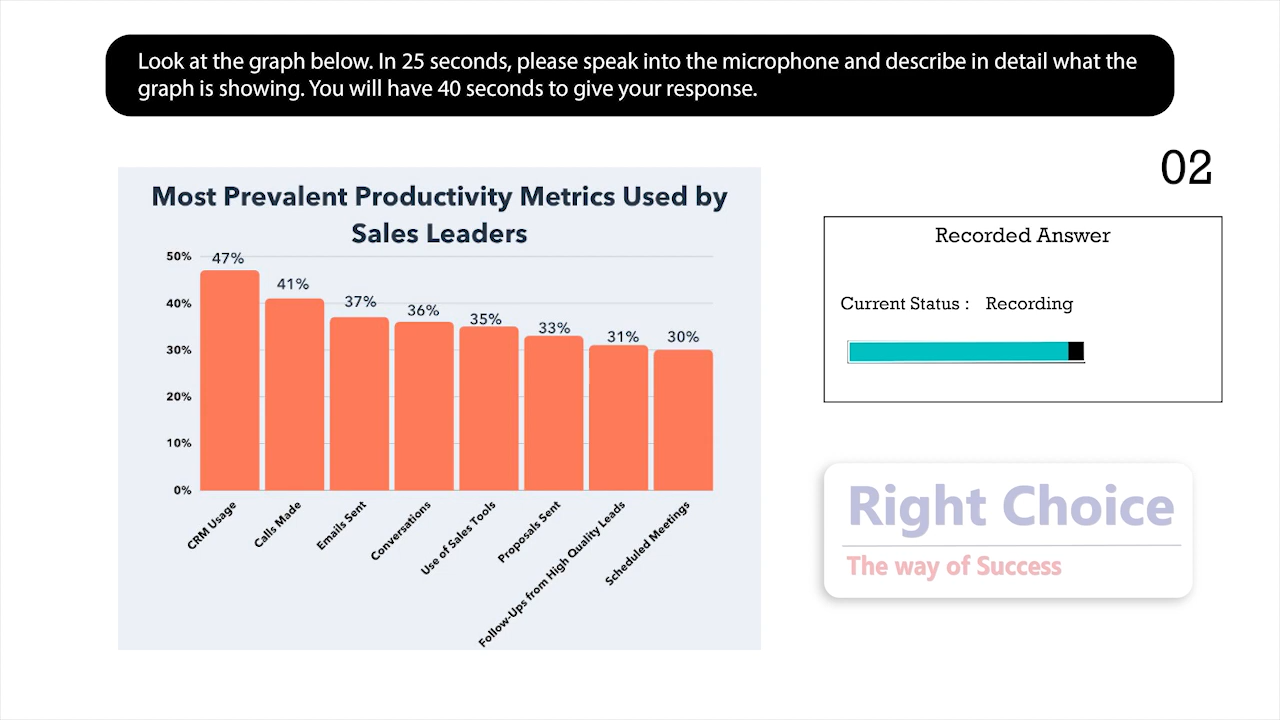 Look at the graph below. In 25 seconds, please speak into the microphone and describe in detail what the
graph is showing. You will have 40 seconds to give your response.
02
Most Prevalent Productivity Metrics Used by
Sales Leaders
50%
40%
30%
20%
10%
0%
47%
41%
37%
36%
35%
33%
31%
30%
CRM Usage
Calls Made
Emails Sent
Conversations
Use of Sales Tools
Proposals Sent
Follow-Ups from High Quality Leads
Scheduled Meetings
Recorded Answer
Current Status : Recording
Right Choice
The way of Success